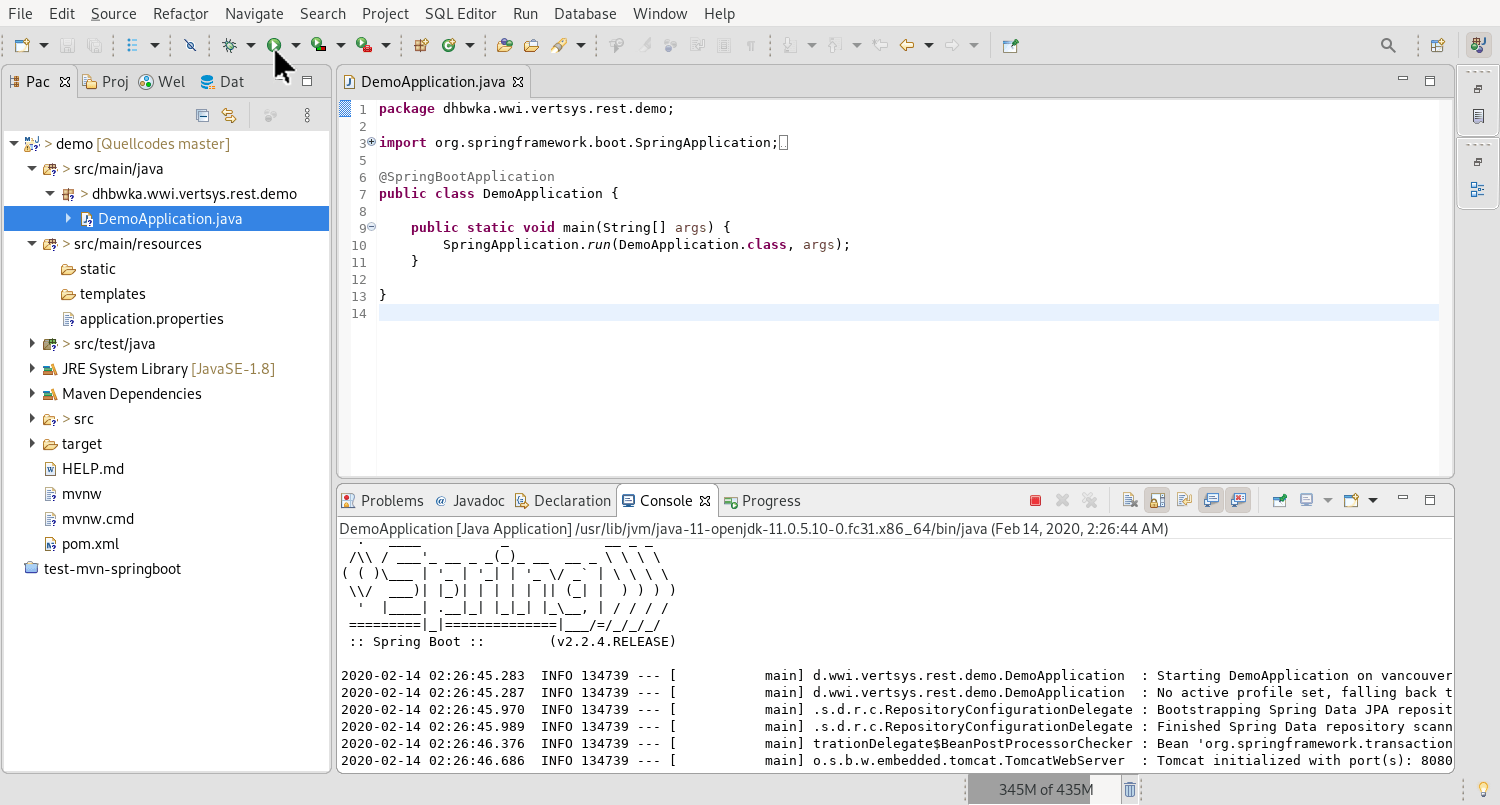 File Edit Source Refactor Navigate Search Project SQL Editor Run Database Window Help
Pac Proj Wel Dat
demo [Quellcodes master]
> src/main/java
> dhbwka.wwi.vertsys.rest.demo
DemoApplication.java
> src/main/resources
static
templates
application.properties
> src/test/java
JRE System Library [JavaSE-1.8]
Maven Dependencies
> src
target
HELP.md
mvnw
mvnw.cmd
pom.xml
test-mvn-springboot
DemoApplication.java
1 package dhbwka.wwi.vertsys.rest.demo;
2
3 import org.springframework.boot.SpringApplication;
5
6 @SpringBootApplication
7 public class DemoApplication {
8
9 public static void main(String[] args) {
10 SpringApplication.run(DemoApplication.class, args);
11 }
12
13 }
14
Problems @ Javadoc Declaration Console Progress
DemoApplication [Java Application] /usr/lib/jvm/java-11-openjdk-11.0.5.10-0.fc31.x86_64/bin/java (Feb 14, 2020, 2:26:44 AM)
  .   ____          _            __ _ _
 /\\ / ___'_ __ _ _(_)_ __  __ _ \ \ \ \
( ( )\___ | '_ | '_| | '_ \/ _` | \ \ \ \
 \\/  ___)| |_)| | | | | || (_| |  ) ) ) )
  '  |____| .__|_| |_|_| |_\__, | / / / /
 =========|_|==============|___/=/_/_/_/
 :: Spring Boot ::        (v2.2.4.RELEASE)
2020-02-14 02:26:45.283 INFO 134739 --- [ main] d.wwi.vertsys.rest.demo.DemoApplication : Starting DemoApplication on vancouver
2020-02-14 02:26:45.287 INFO 134739 --- [ main] d.wwi.vertsys.rest.demo.DemoApplication : No active profile set, falling back t
2020-02-14 02:26:45.970 INFO 134739 --- [ main] .s.d.r.c.RepositoryConfigurationDelegate : Bootstrapping Spring Data JPA reposit
2020-02-14 02:26:45.989 INFO 134739 --- [ main] .s.d.r.c.RepositoryConfigurationDelegate : Finished Spring Data repository scann
2020-02-14 02:26:46.376 INFO 134739 --- [ main] trationDelegate$BeanPostProcessorChecker : Bean 'org.springframework.transaction
2020-02-14 02:26:46.686 INFO 134739 --- [ main] o.s.b.w.embedded.tomcat.TomcatWebServer : Tomcat initialized with port(s): 8080
345M of 435M